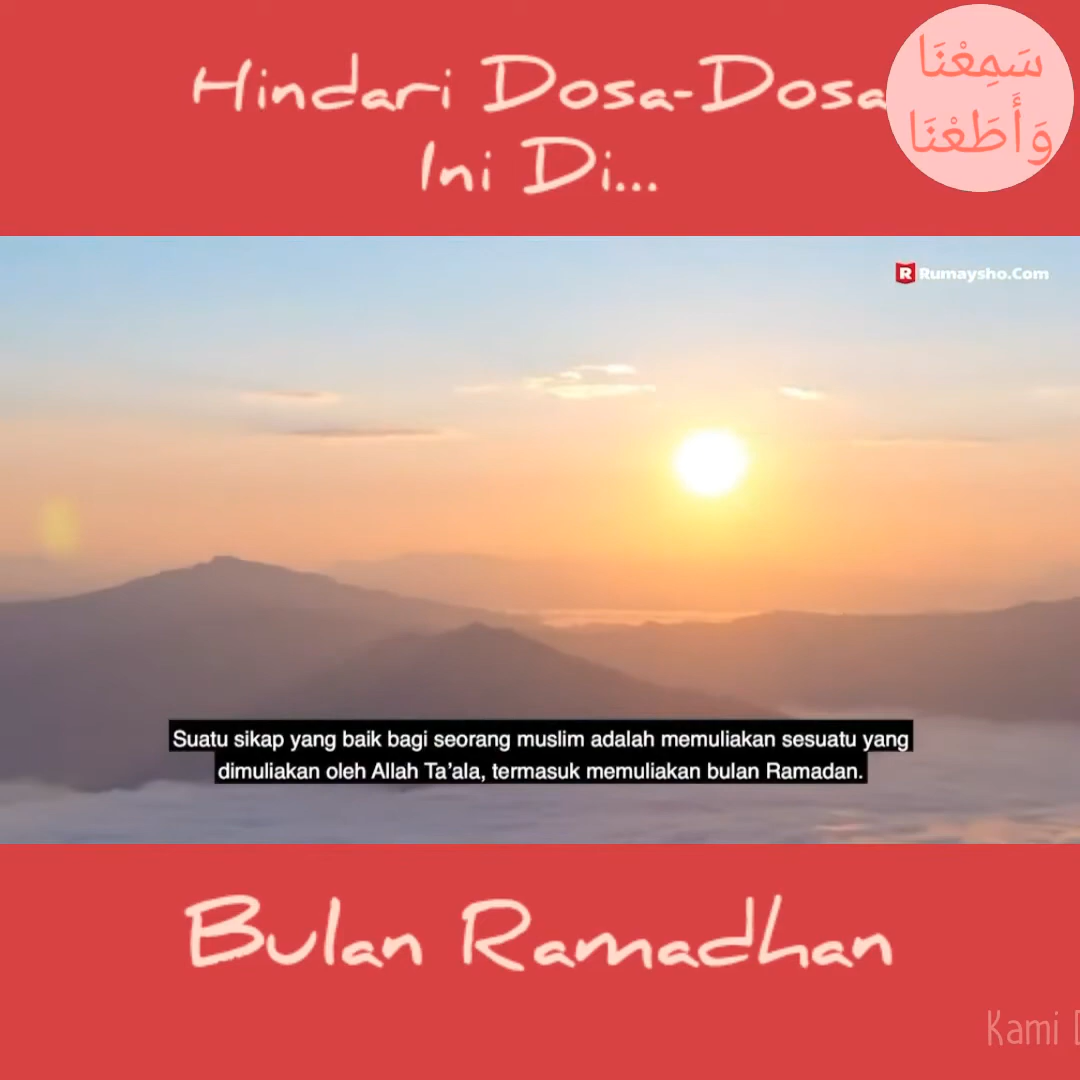 Hindari Dosa-Dosa
Ini Di...
سَمِعْنَا
وَأَطَعْنَا
R Rumaysho.Com
Suatu sikap yang baik bagi seorang muslim adalah memuliakan sesuatu yang
dimuliakan oleh Allah Ta'ala, termasuk memuliakan bulan Ramadan.
Bulan Ramadhan
Kami